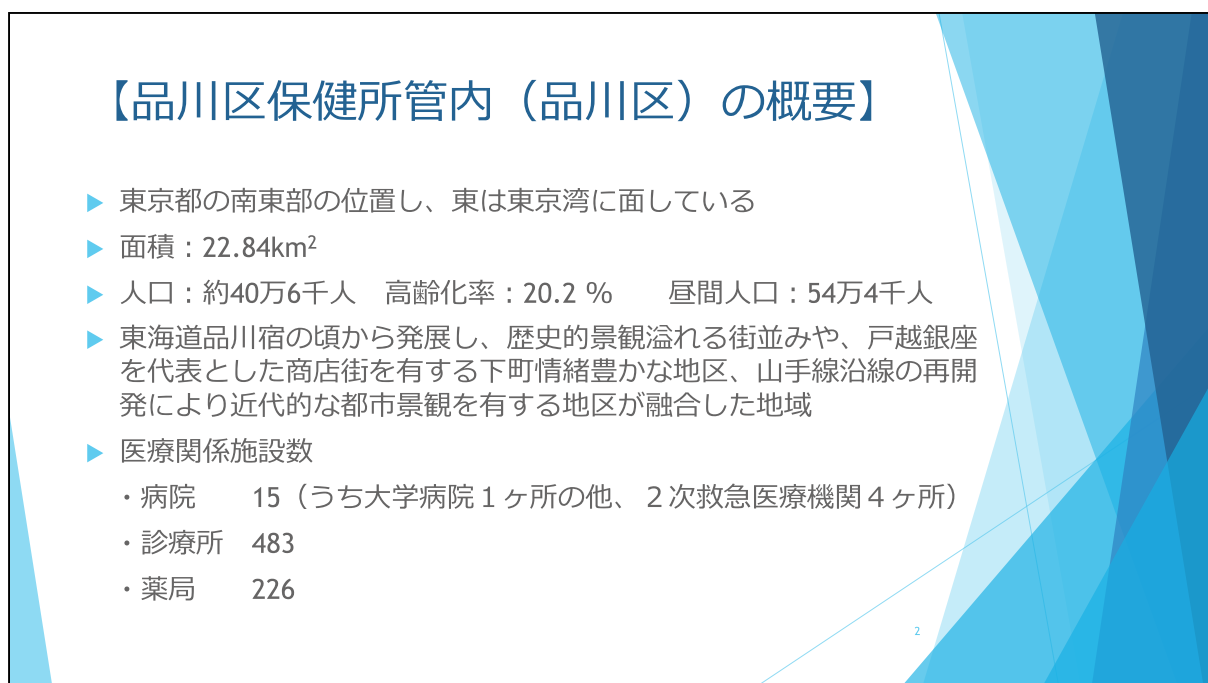 【品川区保健所管内（品川区）の概要】
▶ 東京都の南東部の位置し、東は東京湾に面している
▶ 面積：22.84km²
▶ 人口：約40万6千人　高齢化率：20.2 %　　昼間人口：54万4千人
▶ 東海道品川宿の頃から発展し、歴史的景観溢れる街並みや、戸越銀座
を代表とした商店街を有する下町情緒豊かな地区、山手線沿線の再開
発により近代的な都市景観を有する地区が融合した地域
▶ 医療関係施設数
・病院　　15（うち大学病院１ヶ所の他、２次救急医療機関４ヶ所）
・診療所　483
・薬局　　226
2